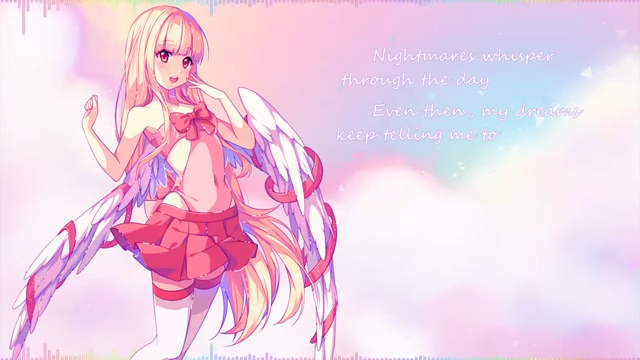 Nightmares whisper
through the day
Even then, my dreams
keep telling me to